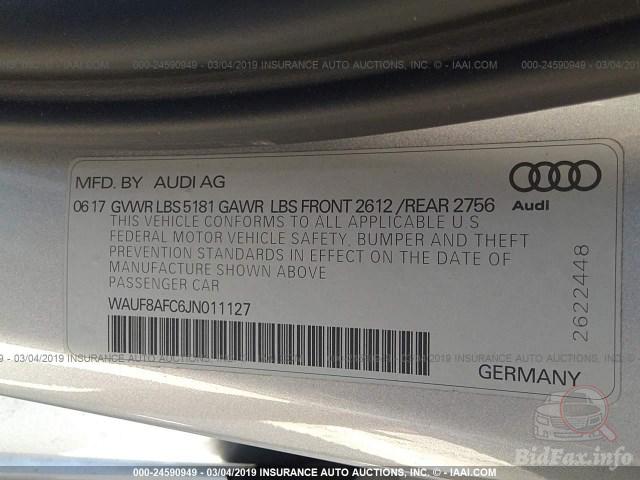 000-24590949 - 03/04/2019 INSURANCE AUTO AUCTIONS, INC. © - IAAI.COM
MFD. BY AUDI AG
Audi
06 17 GVWR LBS 5181 GAWR LBS FRONT 2612 / REAR 2756
THIS VEHICLE CONFORMS TO ALL APPLICABLE U.S
FEDERAL MOTOR VEHICLE SAFETY, BUMPER AND THEFT
PREVENTION STANDARDS IN EFFECT ON THE DATE OF
MANUFACTURE SHOWN ABOVE
PASSENGER CAR
WAUF8AFC6JN011127
2622448
GERMANY
BidFax.info
000-24590949 - 03/04/2019 INSURANCE AUTO AUCTIONS, INC. © - IAAI.COM